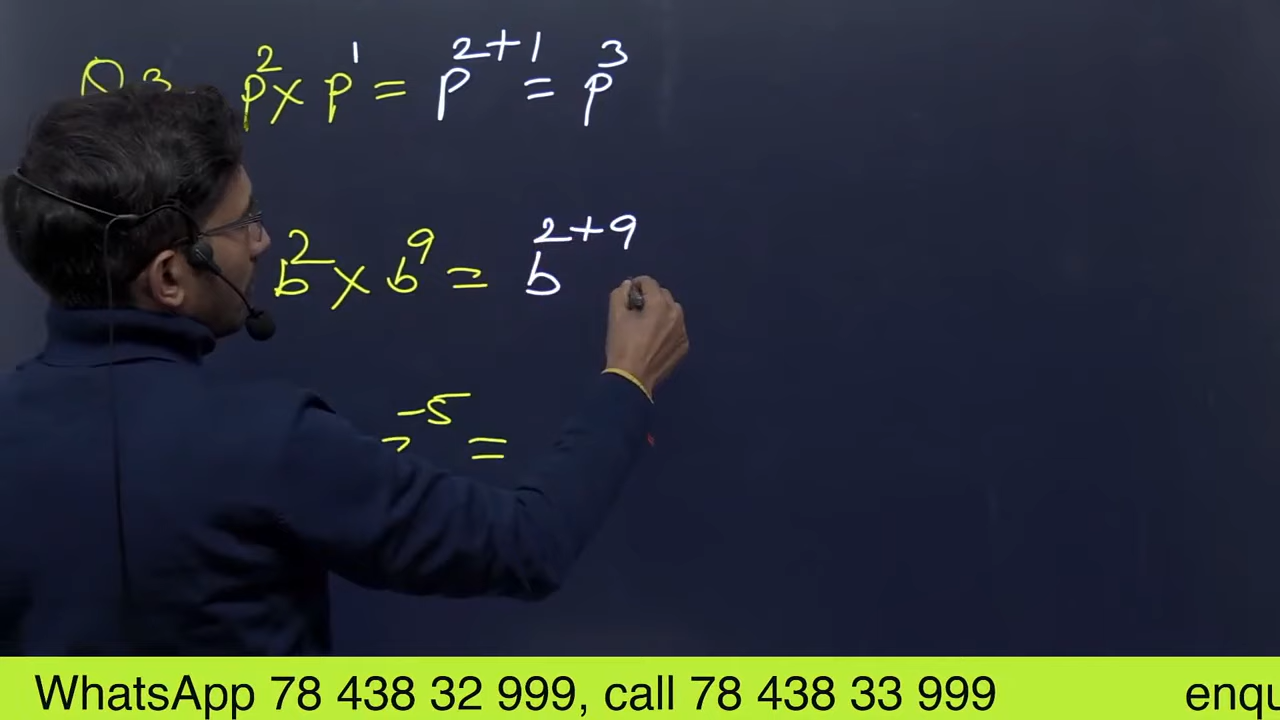 Q3 p² × p¹ = p²⁺¹ = p³
b² × b⁹ = b²⁺⁹
⁻⁵ =
WhatsApp 78 438 32 999, call 78 438 33 999 enqu